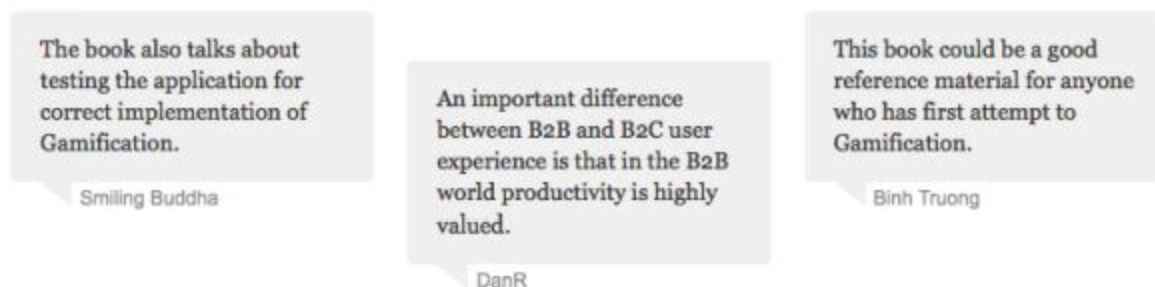 The book also talks about
testing the application for
correct implementation of
Gamification.
Smiling Buddha
An important difference
between B2B and B2C user
experience is that in the B2B
world productivity is highly
valued.
DanR
This book could be a good
reference material for anyone
who has first attempt to
Gamification.
Binh Truong